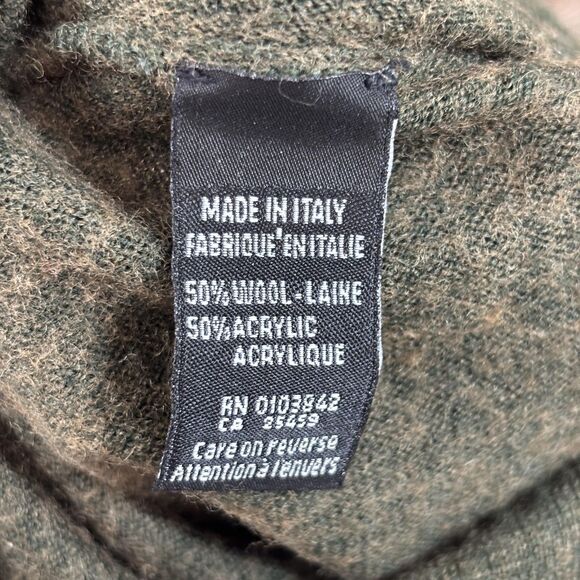 MADE IN ITALY
FABRIQUE' EN ITALIE
50% WOOL - LAINE
50% ACRYLIC
ACRYLIQUE
RN 0103842
CA 25459
Care on reverse
Attention à l'envers